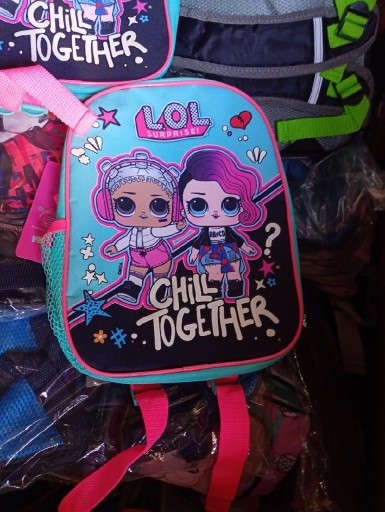 CHILL
TOGETHER
L.O.L
SURPRISE!
CHILL
TOGETHER
?
#